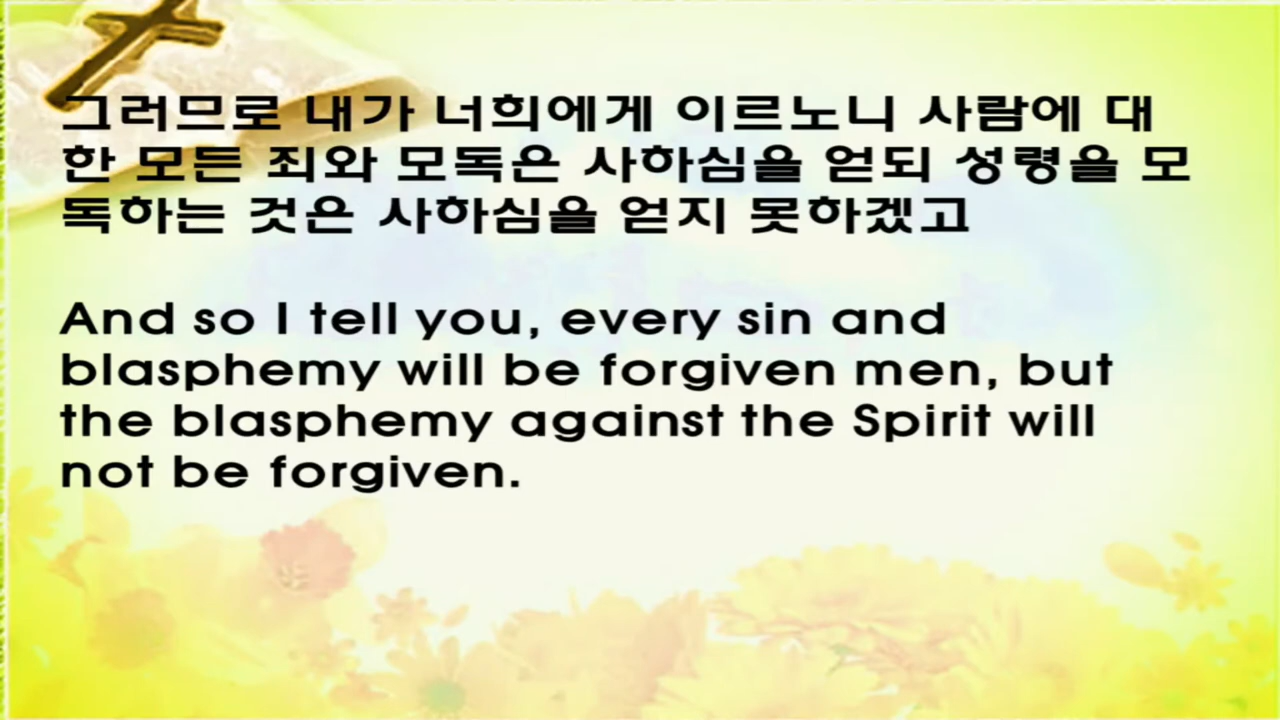 그러므로 내가 너희에게 이르노니 사람에 대
한 모든 죄와 모독은 사하심을 얻되 성령을 모
독하는 것은 사하심을 얻지 못하겠고
And so I tell you, every sin and
blasphemy will be forgiven men, but
the blasphemy against the Spirit will
not be forgiven.